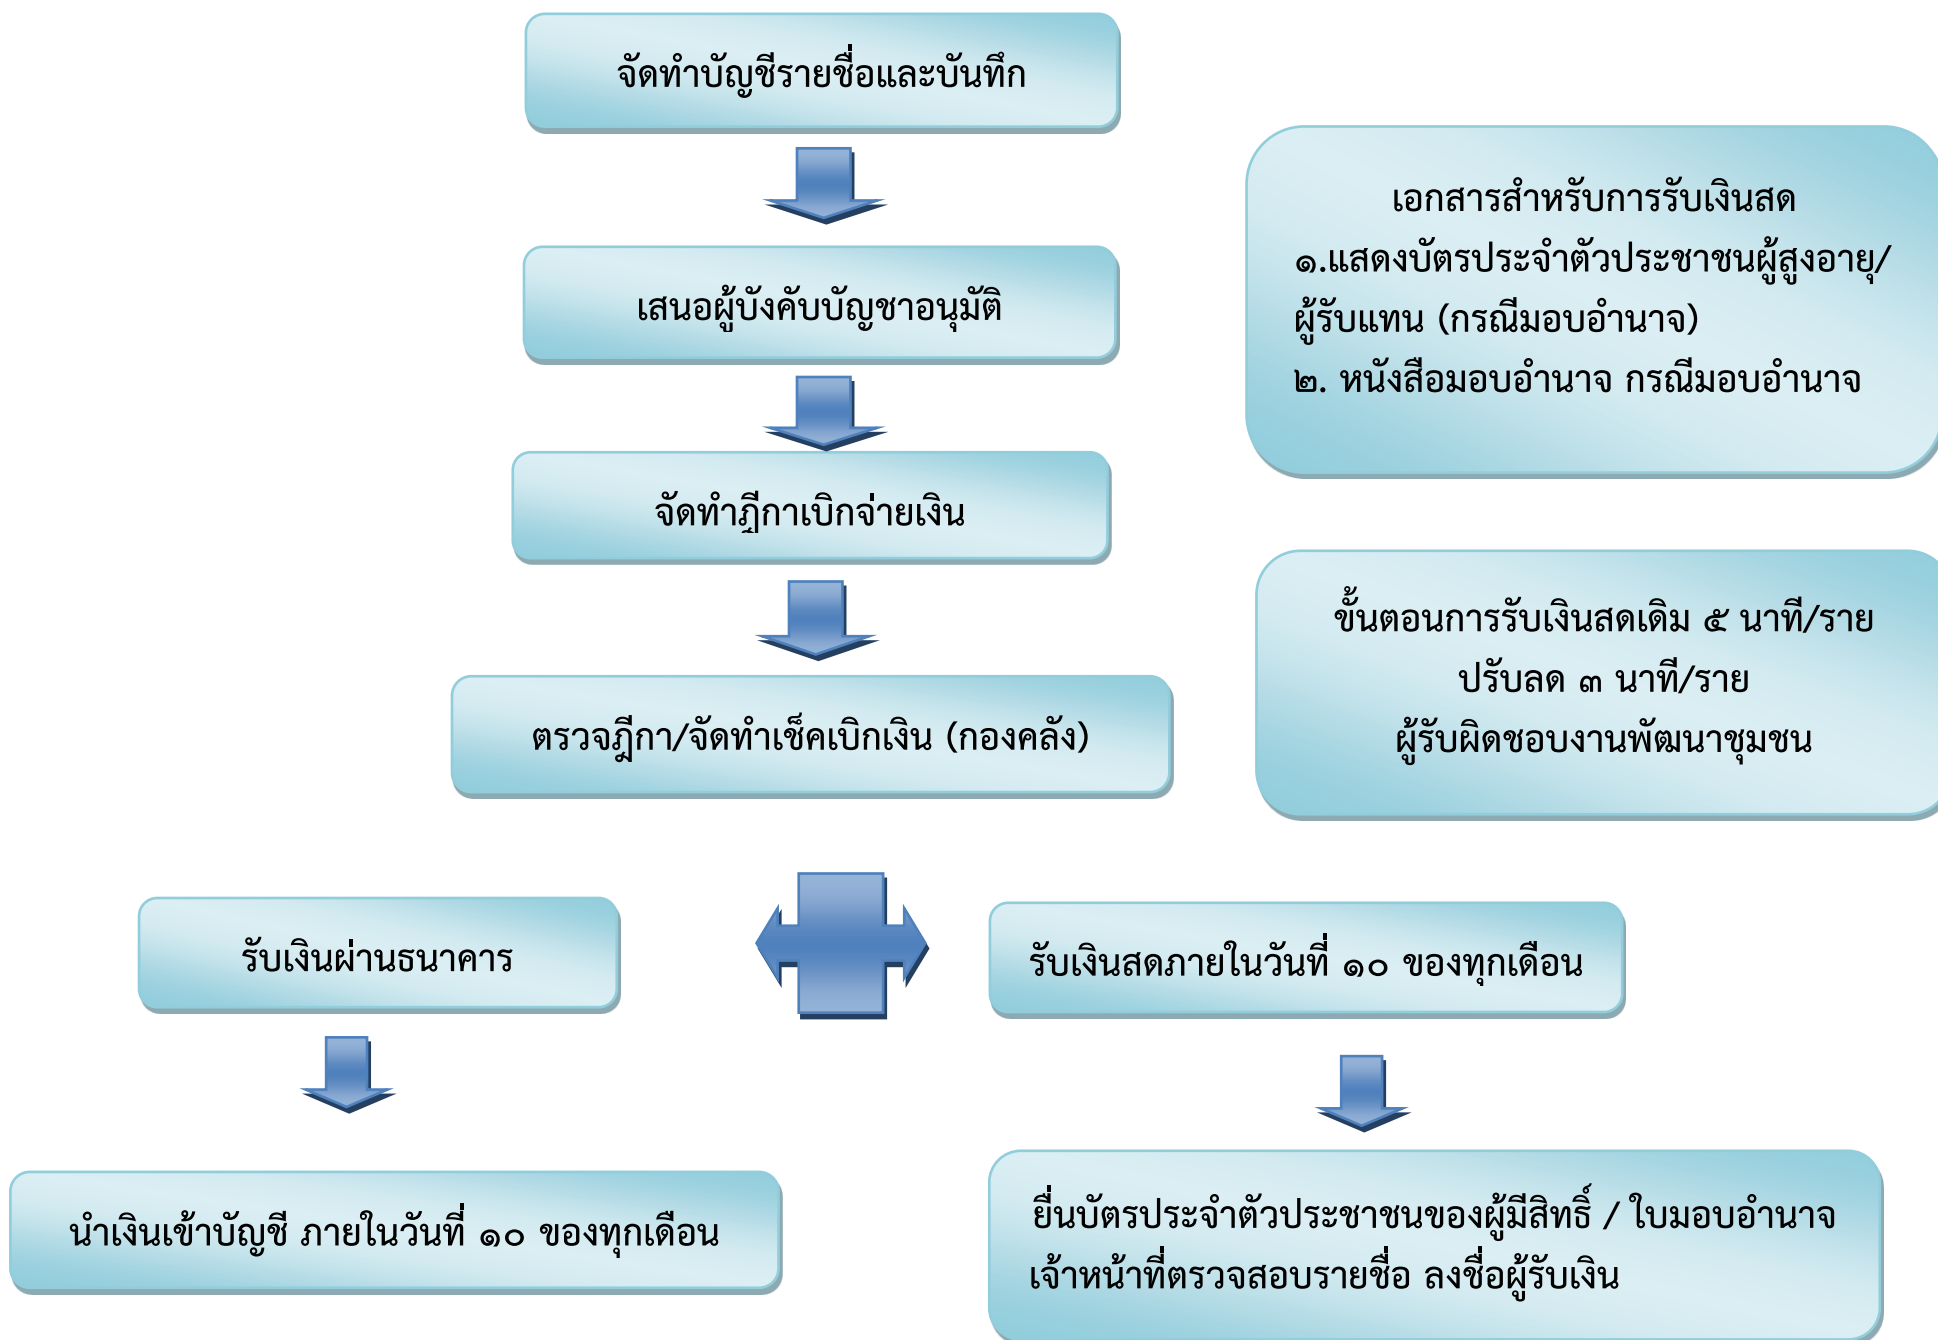 จัดทำบัญชีรายชื่อและบันทึก
เสนอผู้บังคับบัญชาอนุมัติ
จัดทำฎีกาเบิกจ่ายเงิน
ตรวจฎีกา/จัดทำเช็คเบิกเงิน (กองคลัง)
เอกสารสำหรับการรับเงินสด
๑.แสดงบัตรประจำตัวประชาชนผู้สูงอายุ/
ผู้รับแทน (กรณีมอบอำนาจ)
๒. หนังสือมอบอำนาจ กรณีมอบอำนาจ
ขั้นตอนการรับเงินสดเดิม ๕ นาที/ราย
ปรับลด ๓ นาที/ราย
ผู้รับผิดชอบงานพัฒนาชุมชน
รับเงินผ่านธนาคาร
รับเงินสดภายในวันที่ ๑๐ ของทุกเดือน
นำเงินเข้าบัญชี ภายในวันที่ ๑๐ ของทุกเดือน
ยื่นบัตรประจำตัวประชาชนของผู้มีสิทธิ์ / ใบมอบอำนาจ
เจ้าหน้าที่ตรวจสอบรายชื่อ ลงชื่อผู้รับเงิน